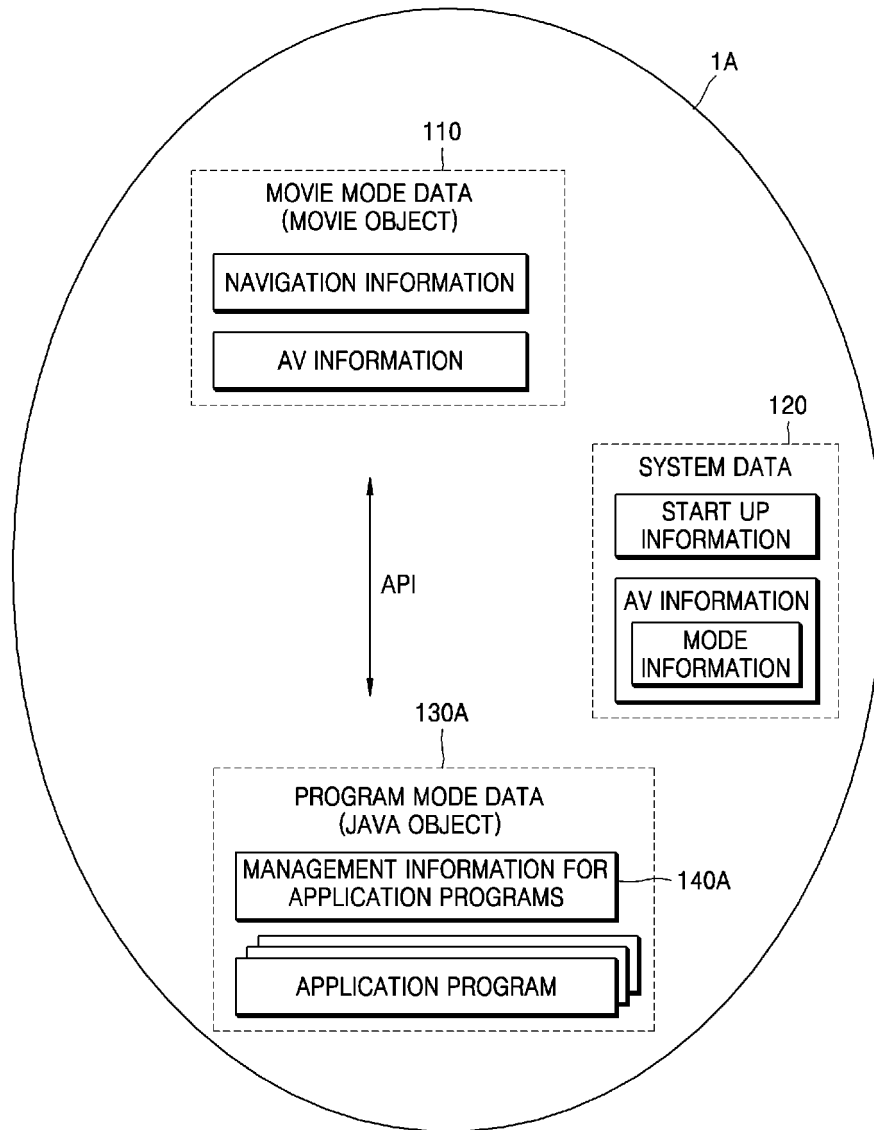 1A
110
MOVIE MODE DATA
(MOVIE OBJECT)
NAVIGATION INFORMATION
AV INFORMATION
120
SYSTEM DATA
START UP
INFORMATION
AV INFORMATION
MODE
INFORMATION
API
130A
PROGRAM MODE DATA
(JAVA OBJECT)
MANAGEMENT INFORMATION FOR
APPLICATION PROGRAMS
140A
APPLICATION PROGRAM